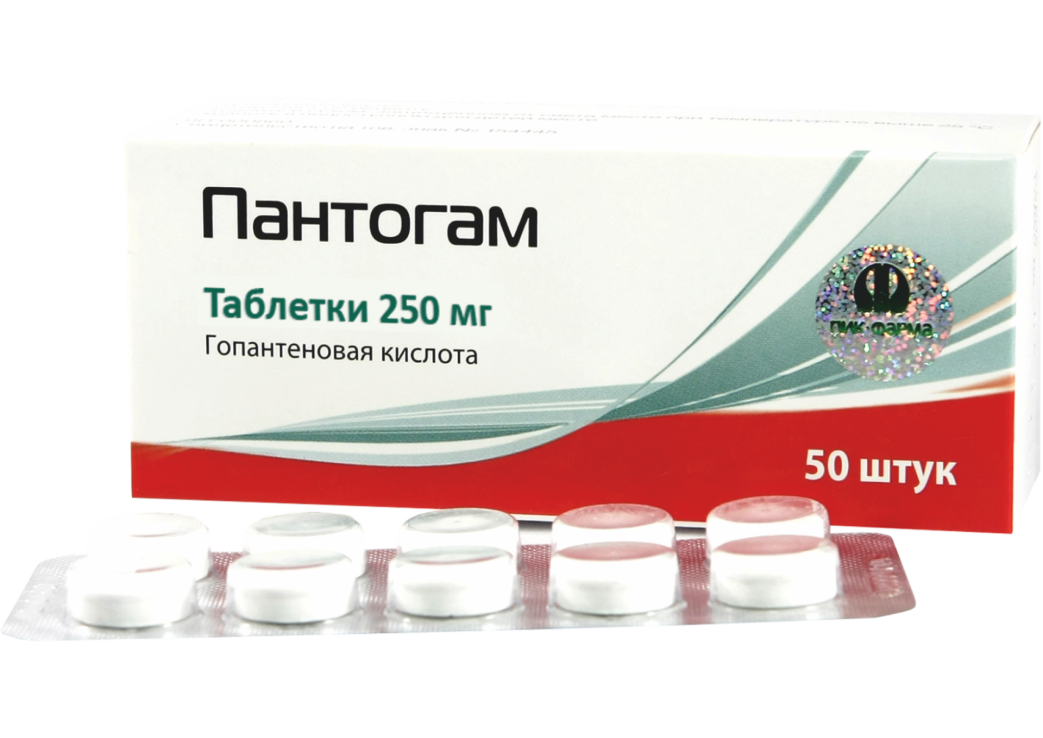 Пантогам
Таблетки 250 мг
Гопантеновая кислота
ПИК-ФАРМА
50 штук